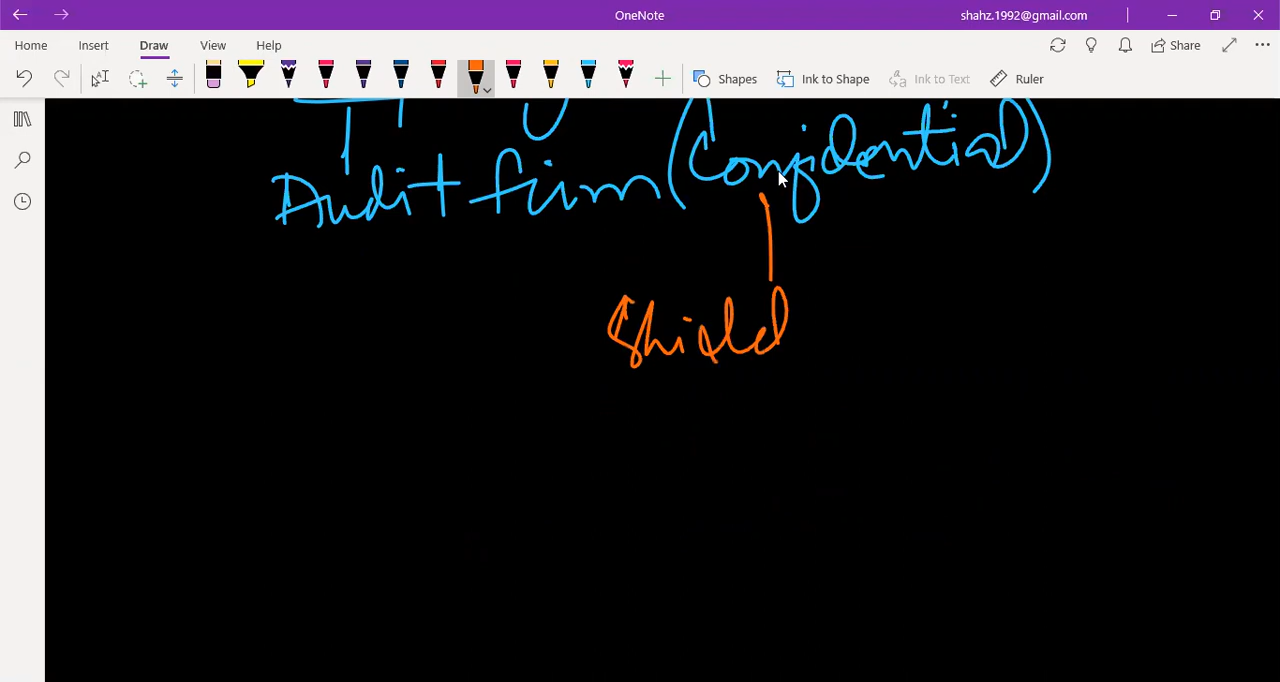 OneNote
shahz.1992@gmail.com
Home Insert Draw View Help
Share
Shapes Ink to Shape Ink to Text Ruler
Audit firm (Confidential)
Shield